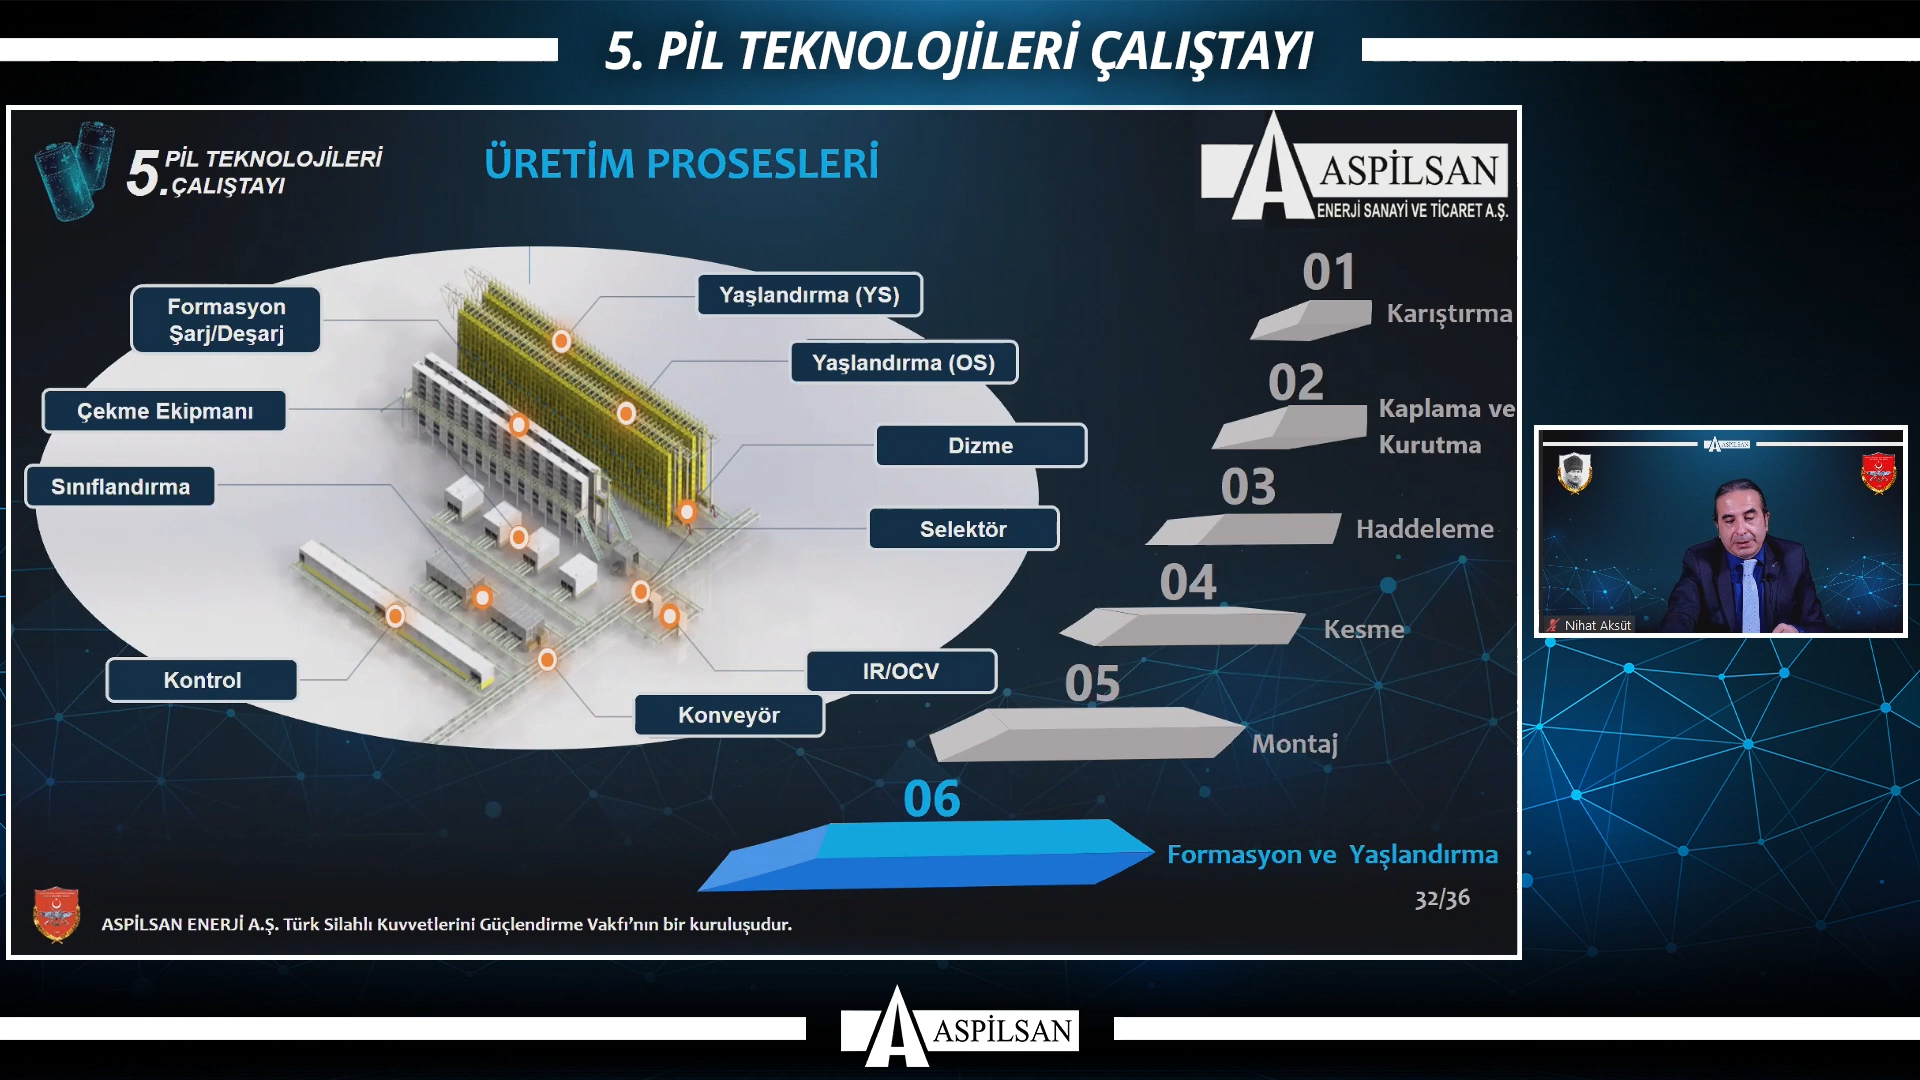 5. PİL TEKNOLOJİLERİ ÇALIŞTAYI
5. PİL TEKNOLOJİLERİ
ÇALIŞTAYI
ÜRETİM PROSESLERİ
ASPİLSAN
ENERJİ SANAYİ VE TİCARET A.Ş.
Formasyon
Şarj/Deşarj
Çekme Ekipmanı
Sınıflandırma
Kontrol
Yaşlandırma (YS)
Yaşlandırma (OS)
Dizme
Selektör
IR/OCV
Konveyör
01
Karıştırma
02
Kaplama ve
Kurutma
03
Haddeleme
04
Kesme
05
Montaj
06
Formasyon ve Yaşlandırma
32/36
ASPİLSAN ENERJİ A.Ş. Türk Silahlı Kuvvetlerini Güçlendirme Vakfı’nın bir kuruluşudur.
ASPİLSAN
Nihat Aksüt
ASPİLSAN